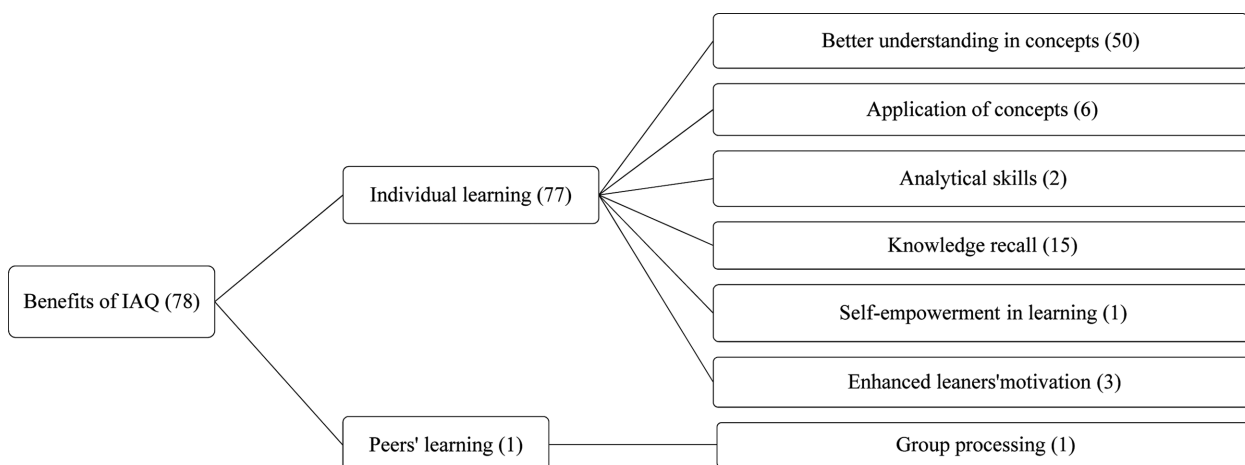 Better understanding in concepts (50)
Application of concepts (6)
Individual learning (77)
Analytical skills (2)
Knowledge recall (15)
Benefits of IAQ (78)
Self-empowerment in learning (1)
Enhanced leaners'motivation (3)
Peers' learning (1)
Group processing (1)